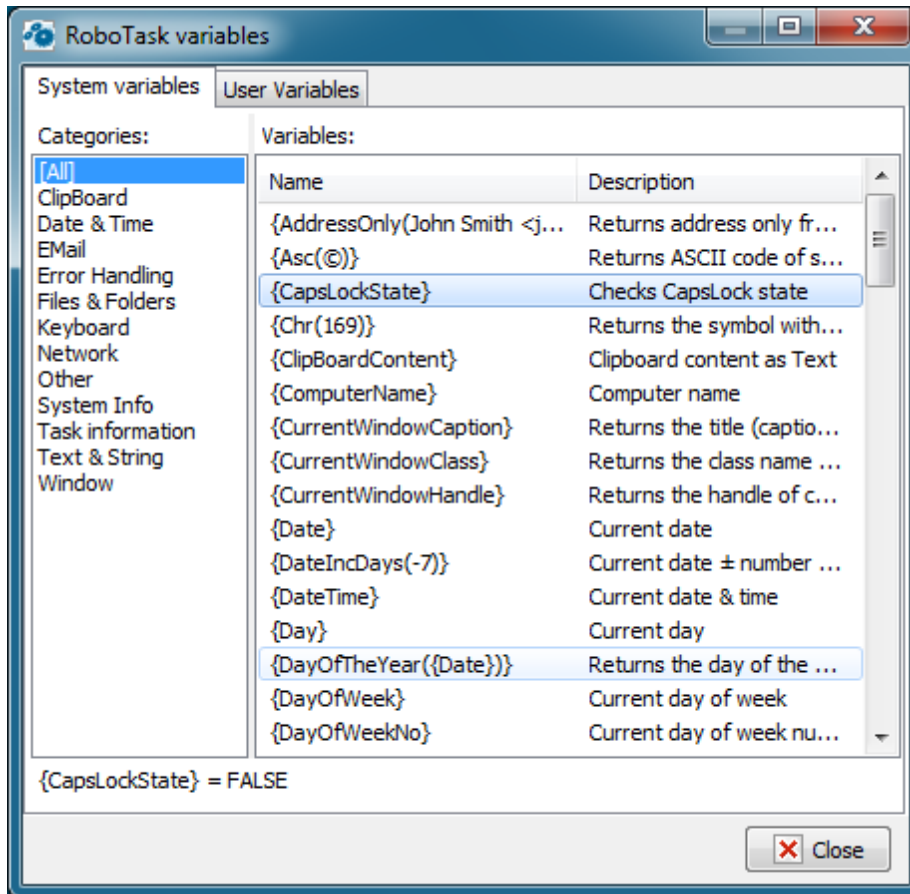 RoboTask variables
System variables
User Variables
Categories:
[All]
ClipBoard
Date & Time
EMail
Error Handling
Files & Folders
Keyboard
Network
Other
System Info
Task information
Text & String
Window
Variables:
Name Description
{AddressOnly(John Smith <j... Returns address only fr...
{Asc(©)} Returns ASCII code of s...
{CapsLockState} Checks CapsLock state
{Chr(169)} Returns the symbol with...
{ClipBoardContent} Clipboard content as Text
{ComputerName} Computer name
{CurrentWindowCaption} Returns the title (captio...
{CurrentWindowClass} Returns the class name ...
{CurrentWindowHandle} Returns the handle of c...
{Date} Current date
{DateIncDays(-7)} Current date ± number ...
{DateTime} Current date & time
{Day} Current day
{DayOfTheYear({Date})} Returns the day of the ...
{DayOfWeek} Current day of week
{DayOfWeekNo} Current day of week nu...
{CapsLockState} = FALSE
Close